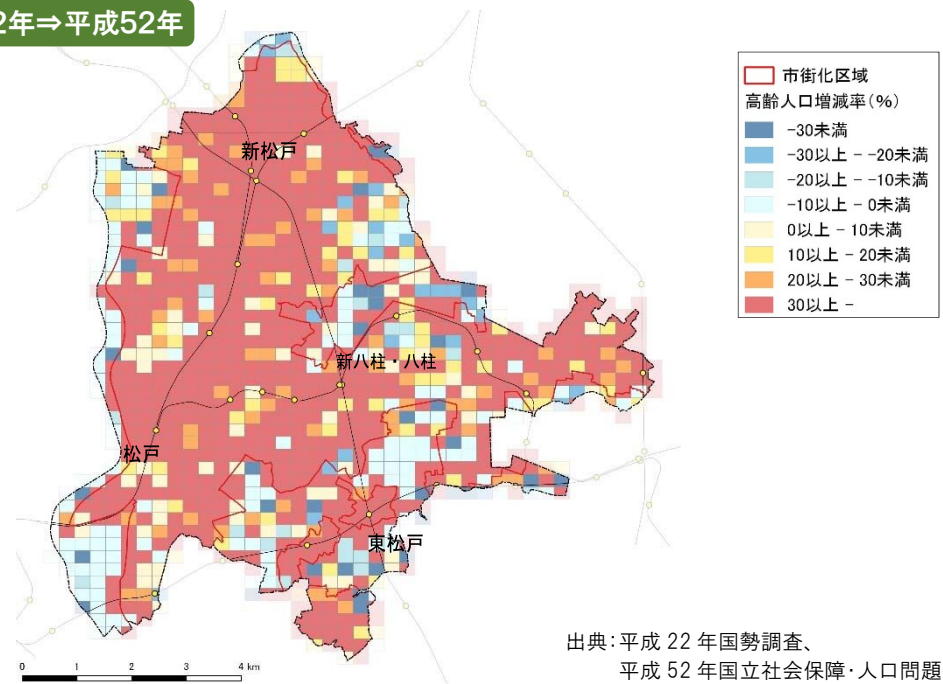 2年⇒平成52年
市街化区域
高齢人口増減率(%)
-30未満
-30以上 - -20未満
-20以上 - -10未満
-10以上 - 0未満
0以上 - 10未満
10以上 - 20未満
20以上 - 30未満
30以上 -
新松戸
新八柱・八柱
松戸
東松戸
0 1 2 3 4 km
出典:平成 22 年国勢調査、
平成 52 年国立社会保障・人口問題